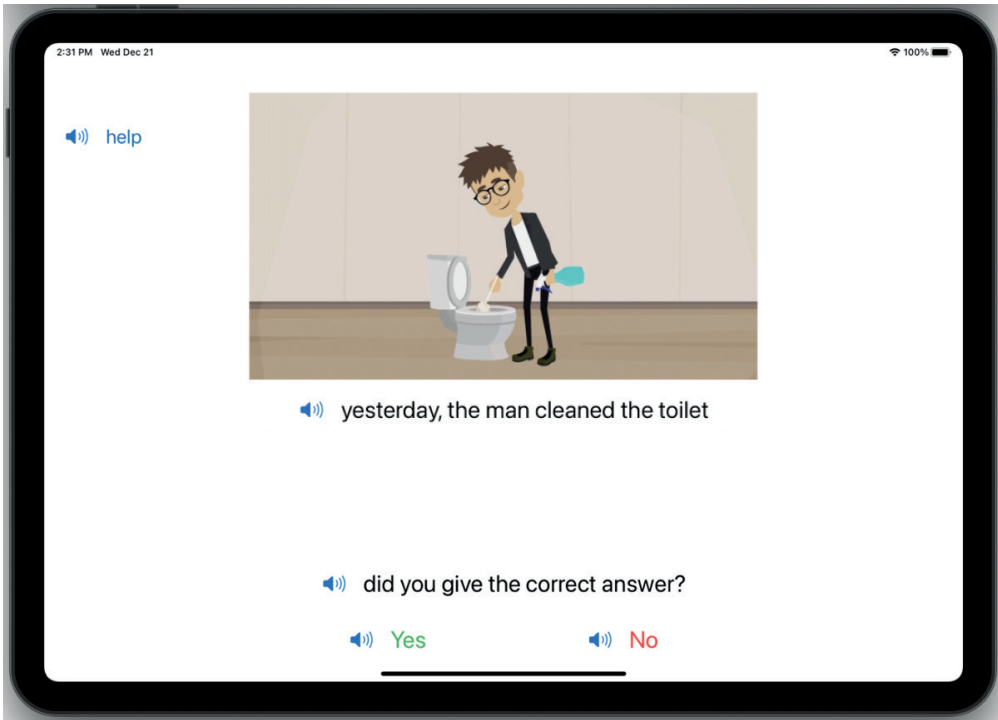 2:31 PM Wed Dec 21 100%
help
yesterday, the man cleaned the toilet
did you give the correct answer?
Yes No